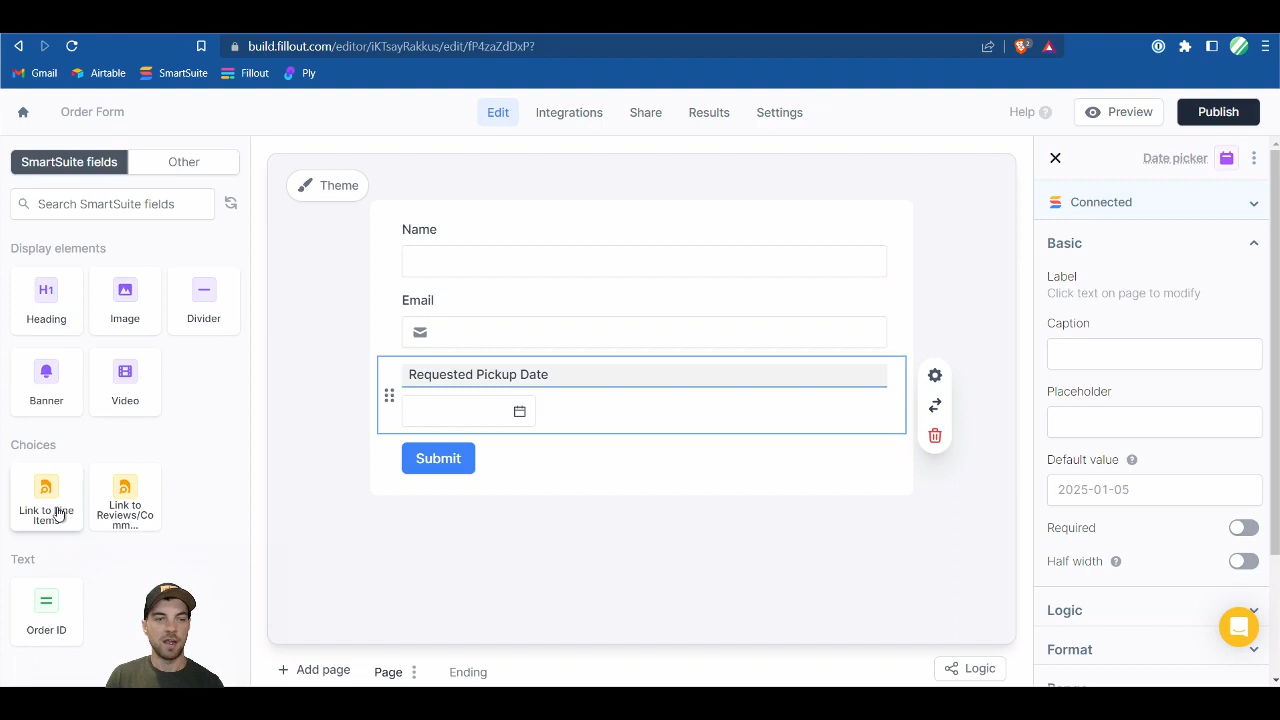 build.fillout.com/editor/iKTsayRakkus/edit/fP4zaZdDxP?
2
Gmail
Airtable
SmartSuite
Fillout
Ply
Order Form
Edit
Integrations
Share
Results
Settings
Help ?
Preview
Publish
SmartSuite fields
Other
Search SmartSuite fields
Display elements
H1
Heading
Image
Divider
Banner
Video
Choices
Link to Line
Items
Link to
Reviews/Co
mm...
Text
Order ID
Theme
Name
Email
Requested Pickup Date
Submit
+ Add page
Page
Ending
Logic
Date picker
Connected
Basic
Label
Click text on page to modify
Caption
Placeholder
Default value ?
2025-01-05
Required
Half width ?
Logic
Format